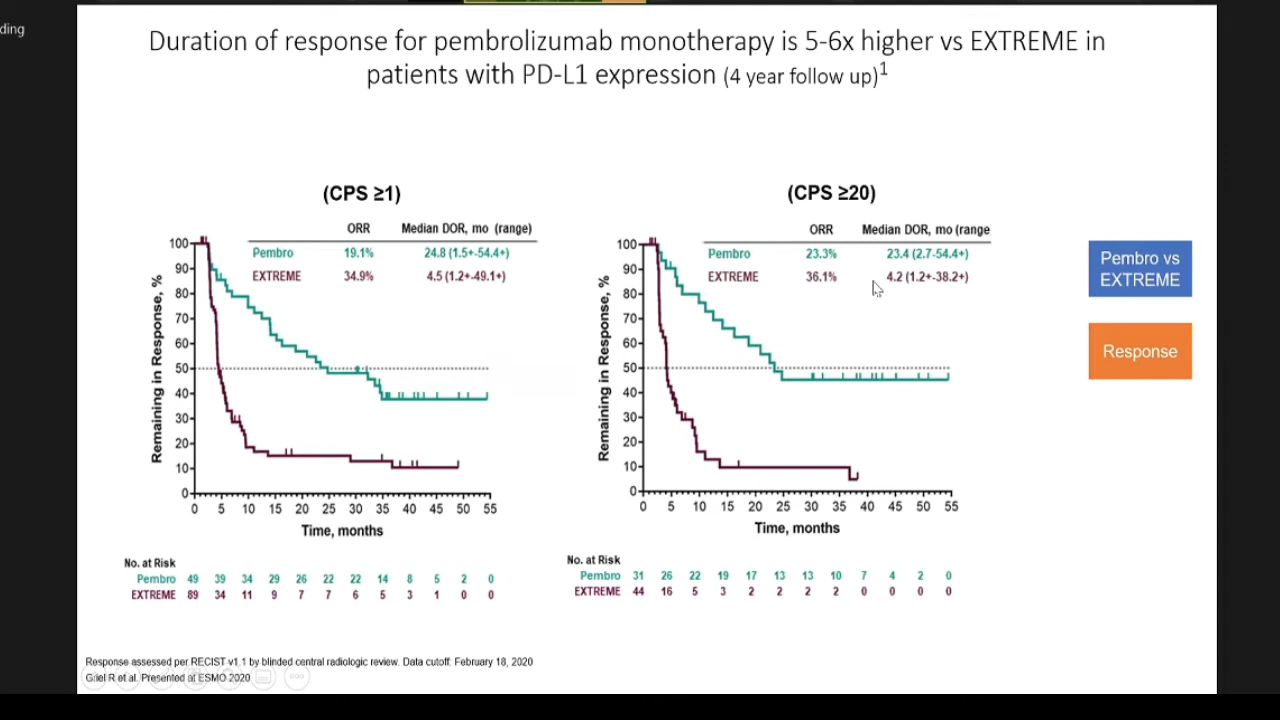 ding
Duration of response for pembrolizumab monotherapy is 5-6x higher vs EXTREME in
patients with PD-L1 expression (4 year follow up)1
(CPS ≥1)
ORR Median DOR, mo (range)
Pembro 19.1% 24.8 (1.5+-54.4+)
EXTREME 34.9% 4.5 (1.2+-49.1+)
Remaining in Response, %
100
90
80
70
60
50
40
30
20
10
0
0 5 10 15 20 25 30 35 40 45 50 55
Time, months
No. at Risk
Pembro 49 39 34 29 26 22 22 14 8 5 2 0
EXTREME 89 34 11 9 7 7 6 5 3 1 0 0
(CPS ≥20)
ORR Median DOR, mo (range
Pembro 23.3% 23.4 (2.7-54.4+)
EXTREME 36.1% 4.2 (1.2+-38.2+)
Remaining in Response, %
100
90
80
70
60
50
40
30
20
10
0
0 5 10 15 20 25 30 35 40 45 50 55
Time, months
No. at Risk
Pembro 31 26 22 19 17 13 13 10 7 4 2 0
EXTREME 44 16 5 3 2 2 2 2 0 0 0 0
Pembro vs
EXTREME
Response
Response assessed per RECIST v1.1 by blinded central radiologic review. Data cutoff: February 18, 2020
R et al. Presented at ESMO 2020